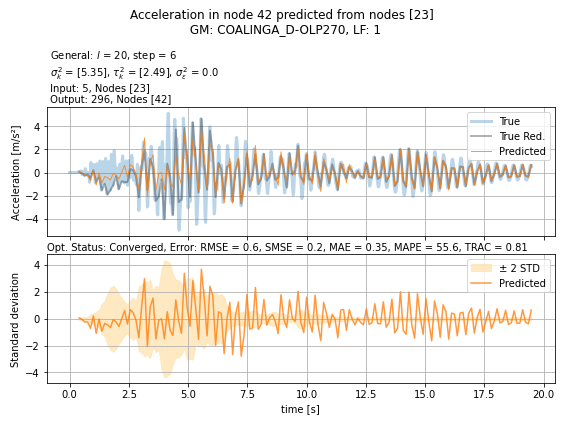 Acceleration in node 42 predicted from nodes [23]
GM: COALINGA_D-OLP270, LF: 1
General: l = 20, step = 6
σ²ₖ = [5.35], τ²ₖ = [2.49], σ²ε = 0.0
Input: 5, Nodes [23]
Output: 296, Nodes [42]
Acceleration [m/s²]
4
2
0
−2
−4
True
True Red.
Predicted
Opt. Status: Converged, Error: RMSE = 0.6, SMSE = 0.2, MAE = 0.35, MAPE = 55.6, TRAC = 0.81
Standard deviation
4
2
0
−2
−4
± 2 STD
Predicted
0.0 2.5 5.0 7.5 10.0 12.5 15.0 17.5 20.0
time [s]